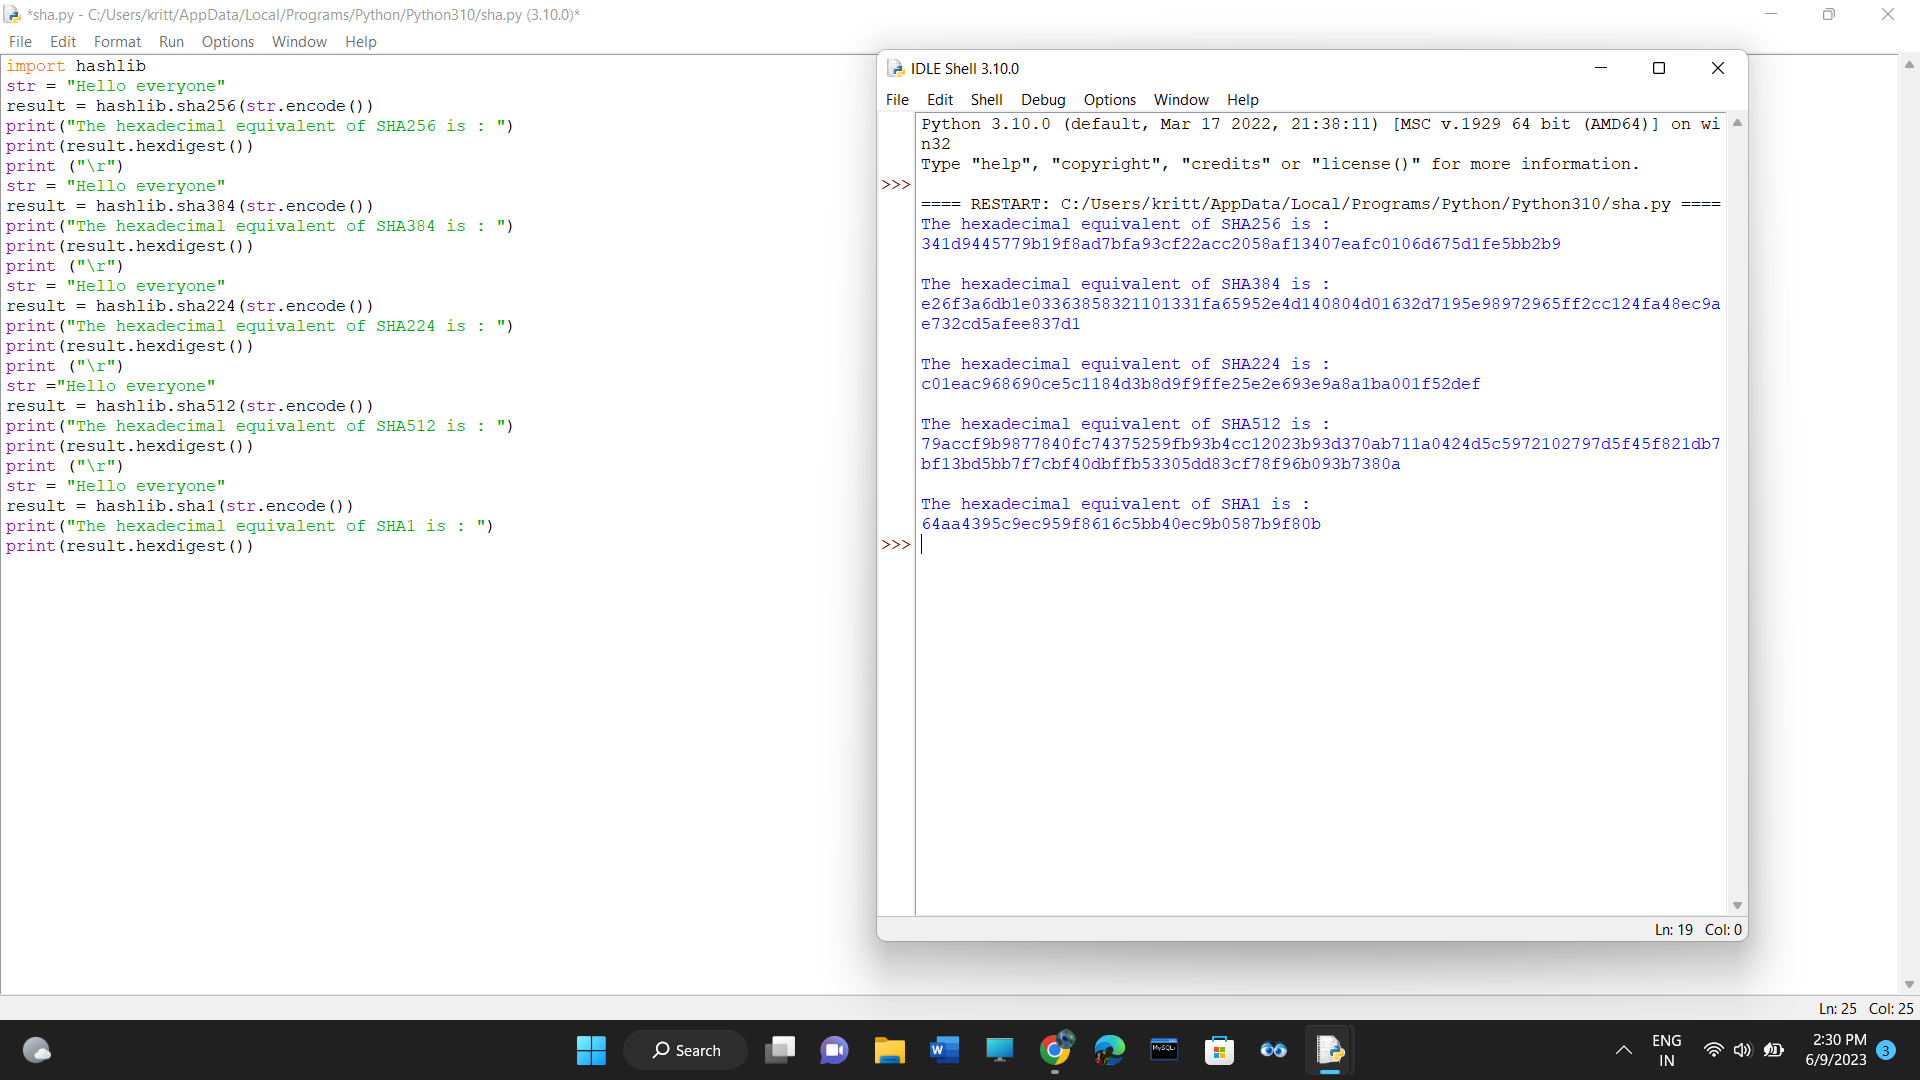 *sha.py - C:/Users/kritt/AppData/Local/Programs/Python/Python310/sha.py (3.10.0)*
File Edit Format Run Options Window Help
import hashlib
str = "Hello everyone"
result = hashlib.sha256(str.encode())
print("The hexadecimal equivalent of SHA256 is : ")
print(result.hexdigest())
print ("\r")
str = "Hello everyone"
result = hashlib.sha384(str.encode())
print("The hexadecimal equivalent of SHA384 is : ")
print(result.hexdigest())
print ("\r")
str = "Hello everyone"
result = hashlib.sha224(str.encode())
print("The hexadecimal equivalent of SHA224 is : ")
print(result.hexdigest())
print ("\r")
str ="Hello everyone"
result = hashlib.sha512(str.encode())
print("The hexadecimal equivalent of SHA512 is : ")
print(result.hexdigest())
print ("\r")
str = "Hello everyone"
result = hashlib.sha1(str.encode())
print("The hexadecimal equivalent of SHA1 is : ")
print(result.hexdigest())
IDLE Shell 3.10.0
File Edit Shell Debug Options Window Help
Python 3.10.0 (default, Mar 17 2022, 21:38:11) [MSC v.1929 64 bit (AMD64)] on wi
n32
Type "help", "copyright", "credits" or "license()" for more information.
>>>
==== RESTART: C:/Users/kritt/AppData/Local/Programs/Python/Python310/sha.py ====
The hexadecimal equivalent of SHA256 is :
341d9445779b19f8ad7bfa93cf22acc2058af13407eafc0106d675d1fe5bb2b9
The hexadecimal equivalent of SHA384 is :
e26f3a6db1e03363858321101331fa65952e4d140804d01632d7195e98972965ff2cc124fa48ec9a
e732cd5afee837d1
The hexadecimal equivalent of SHA224 is :
c01eac968690ce5c1184d3b8d9f9ffe25e2e693e9a8a1ba001f52def
The hexadecimal equivalent of SHA512 is :
79accf9b9877840fc74375259fb93b4cc12023b93d370ab711a0424d5c5972102797d5f45f821db7
bf13bd5bb7f7cbf40dbffb53305dd83cf78f96b093b7380a
The hexadecimal equivalent of SHA1 is :
64aa4395c9ec959f8616c5bb40ec9b0587b9f80b
>>>
Ln: 19 Col: 0
Ln: 25 Col: 25
Search
MySQL
ENG
IN
2:30 PM
6/9/2023
3